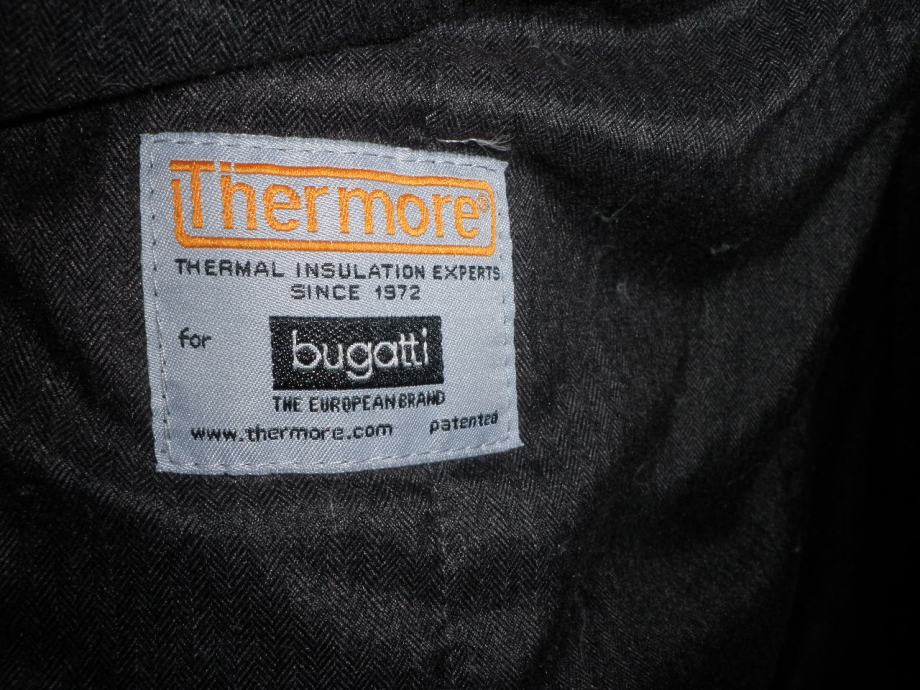 Thermore®
THERMAL INSULATION EXPERTS
SINCE 1972
for bugatti
THE EUROPEAN BRAND
www.thermore.com patented